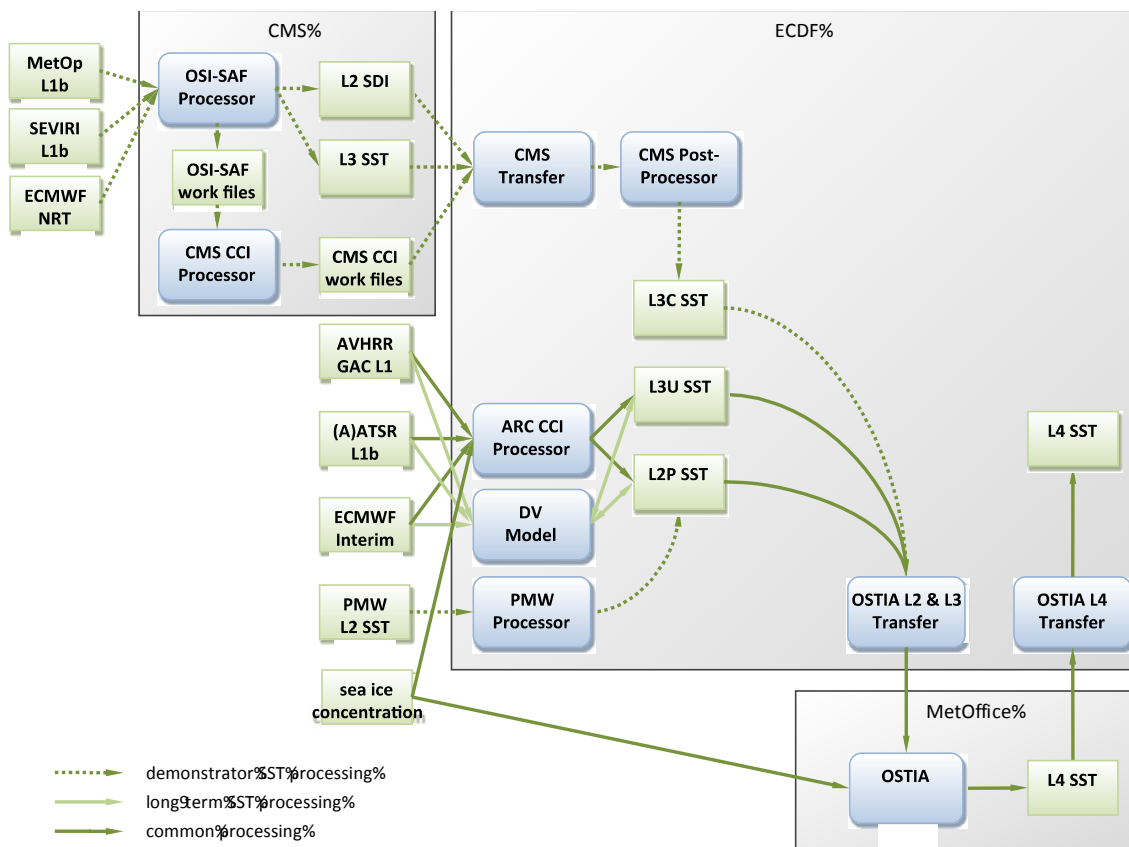 CMS%
ECDF%
MetOp
L1b
SEVIRI
L1b
ECMWF
NRT
OSI-SAF
Processor
OSI-SAF
work files
CMS CCI
Processor
L2 SDI
L3 SST
CMS CCI
work files
CMS
Transfer
CMS Post-
Processor
L3C SST
AVHRR
GAC L1
(A)ATSR
L1b
ECMWF
Interim
PMW
L2 SST
sea ice
concentration
ARC CCI
Processor
DV
Model
PMW
Processor
L3U SST
L2P SST
L4 SST
OSTIA L2 & L3
Transfer
OSTIA L4
Transfer
MetOffice%
OSTIA
L4 SST
demonstrator%SST%processing%
long9term%SST%processing%
common%processing%